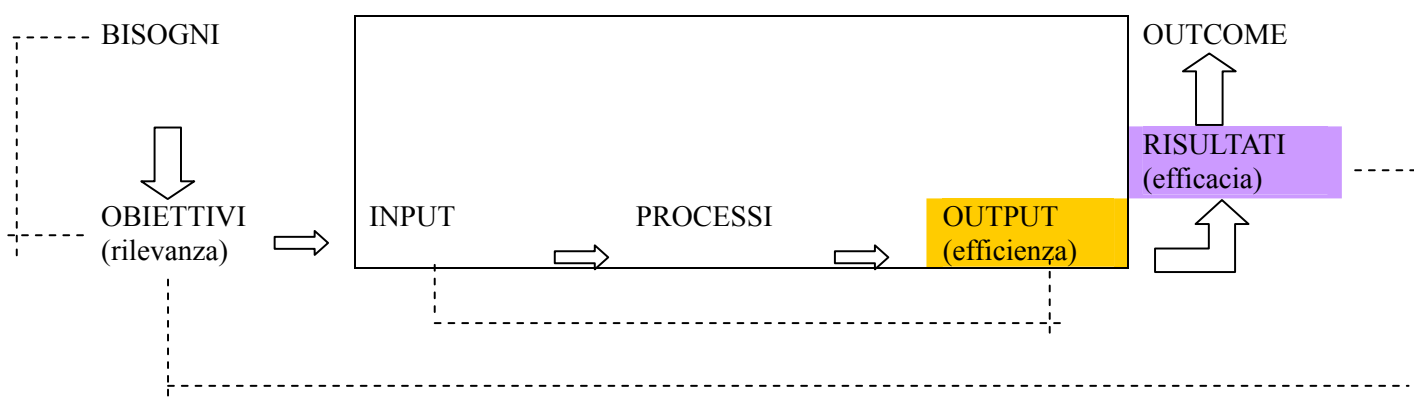 BISOGNI
OUTCOME
RISULTATI
(efficacia)
OBIETTIVI
(rilevanza)
INPUT
PROCESSI
OUTPUT
(efficienza)